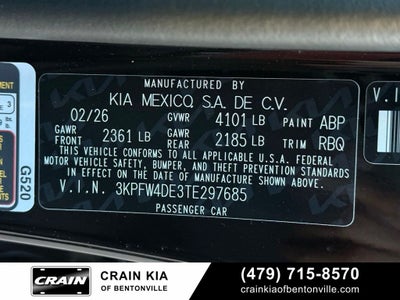 MANUFACTURED BY
KIA MEXICO, S.A. DE C.V.
02/26 GVWR 4101 LB PAINT ABP
GAWR FRONT 2361 LB GAWR REAR 2185 LB TRIM RBQ
THIS VEHICLE CONFORMS TO ALL APPLICABLE U.S.A. FEDERAL
MOTOR VEHICLE SAFETY, BUMPER, AND THEFT PREVENTION STANDARDS
IN EFFECT ON THE DATE OF MANUFACTURE SHOWN ABOVE.
V.I.N. 3KPFW4DE3TE297685
PASSENGER CAR
G520
V.I
CRAIN
CRAIN KIA
OF BENTONVILLE
(479) 715-8570
crainkiaofbentonville.com